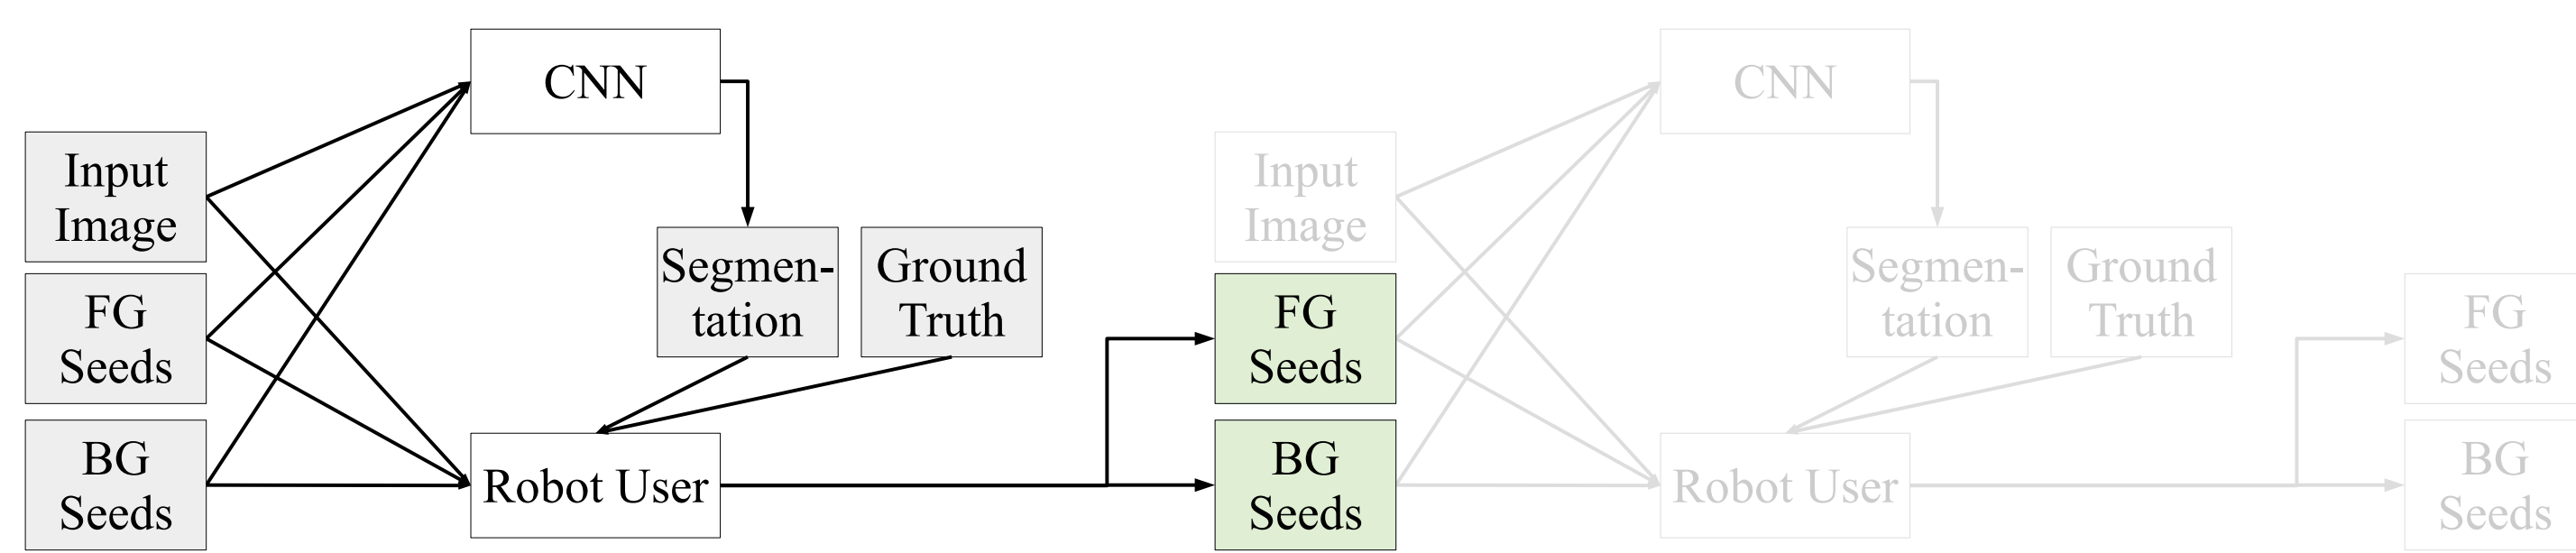 CNN
Input
Image
FG
Seeds
BG
Seeds
Segmen-
tation
Ground
Truth
Robot User
FG
Seeds
BG
Seeds
CNN
Input
Image
Segmen-
tation
Ground
Truth
Robot User
FG
Seeds
BG
Seeds